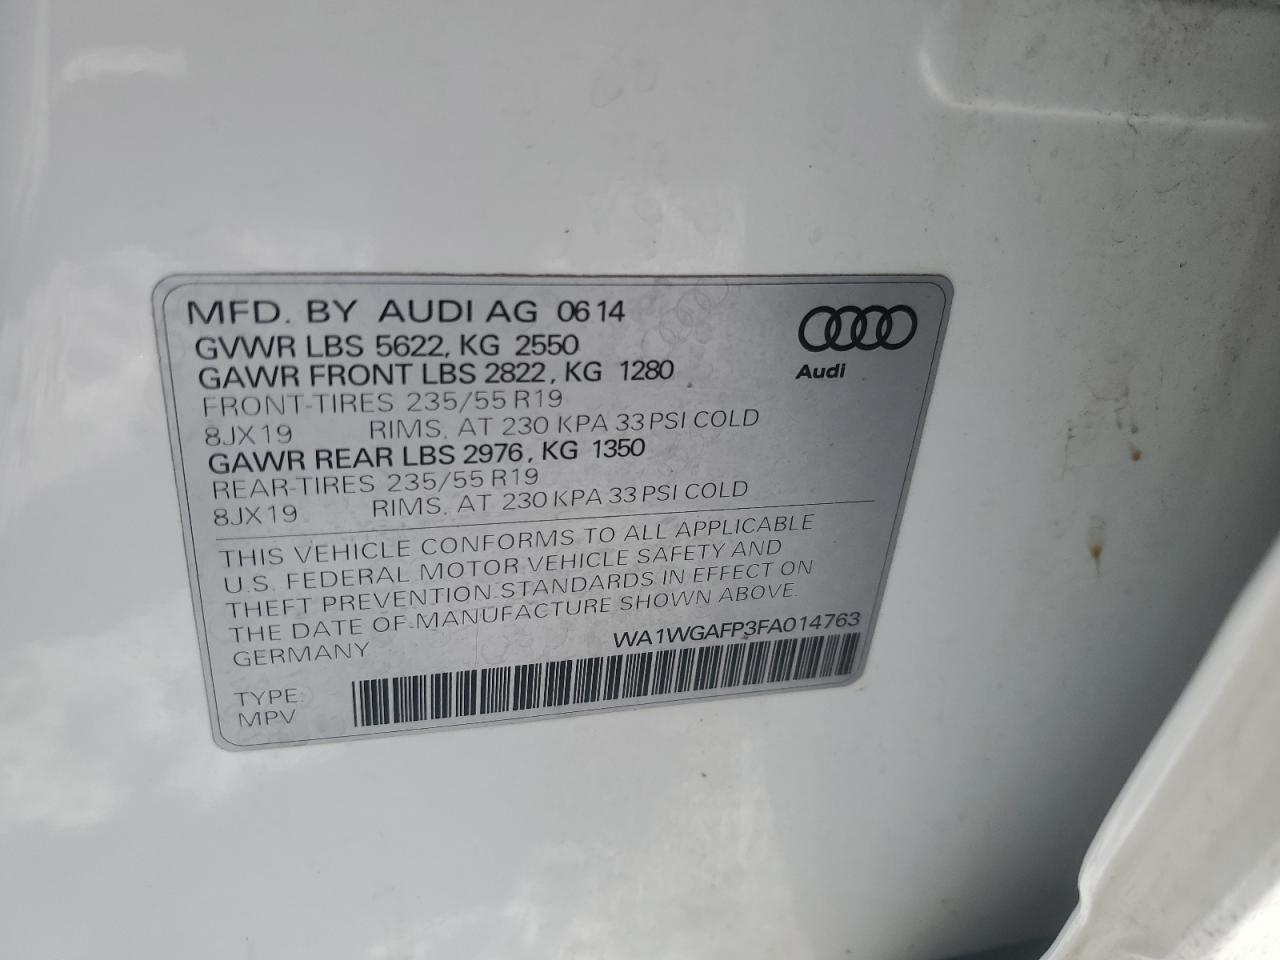 MFD. BY AUDI AG 0614
GVWR LBS 5622, KG 2550
GAWR FRONT LBS 2822, KG 1280
FRONT-TIRES 235/55 R19
8JX19 RIMS, AT 230 KPA 33 PSI COLD
GAWR REAR LBS 2976, KG 1350
REAR-TIRES 235/55 R19
8JX19 RIMS, AT 230 KPA 33 PSI COLD
Audi
THIS VEHICLE CONFORMS TO ALL APPLICABLE
U.S. FEDERAL MOTOR VEHICLE SAFETY AND
THEFT PREVENTION STANDARDS IN EFFECT ON
THE DATE OF MANUFACTURE SHOWN ABOVE.
GERMANY WA1WGAFP3FA014763
TYPE:
MPV